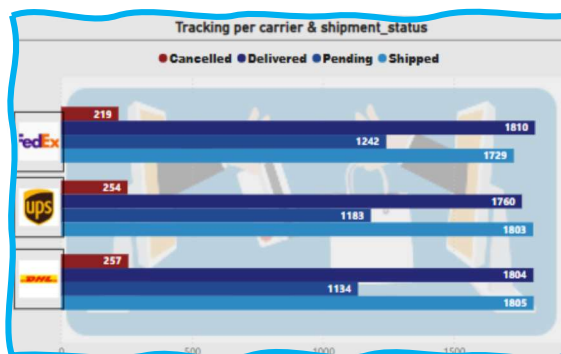 Tracking per carrier & shipment_status
Cancelled Delivered Pending Shipped
FedEx
219
1810
1242
1729
ups
254
1760
1183
1803
DHL
257
1804
1134
1805
0 500 1000 1500